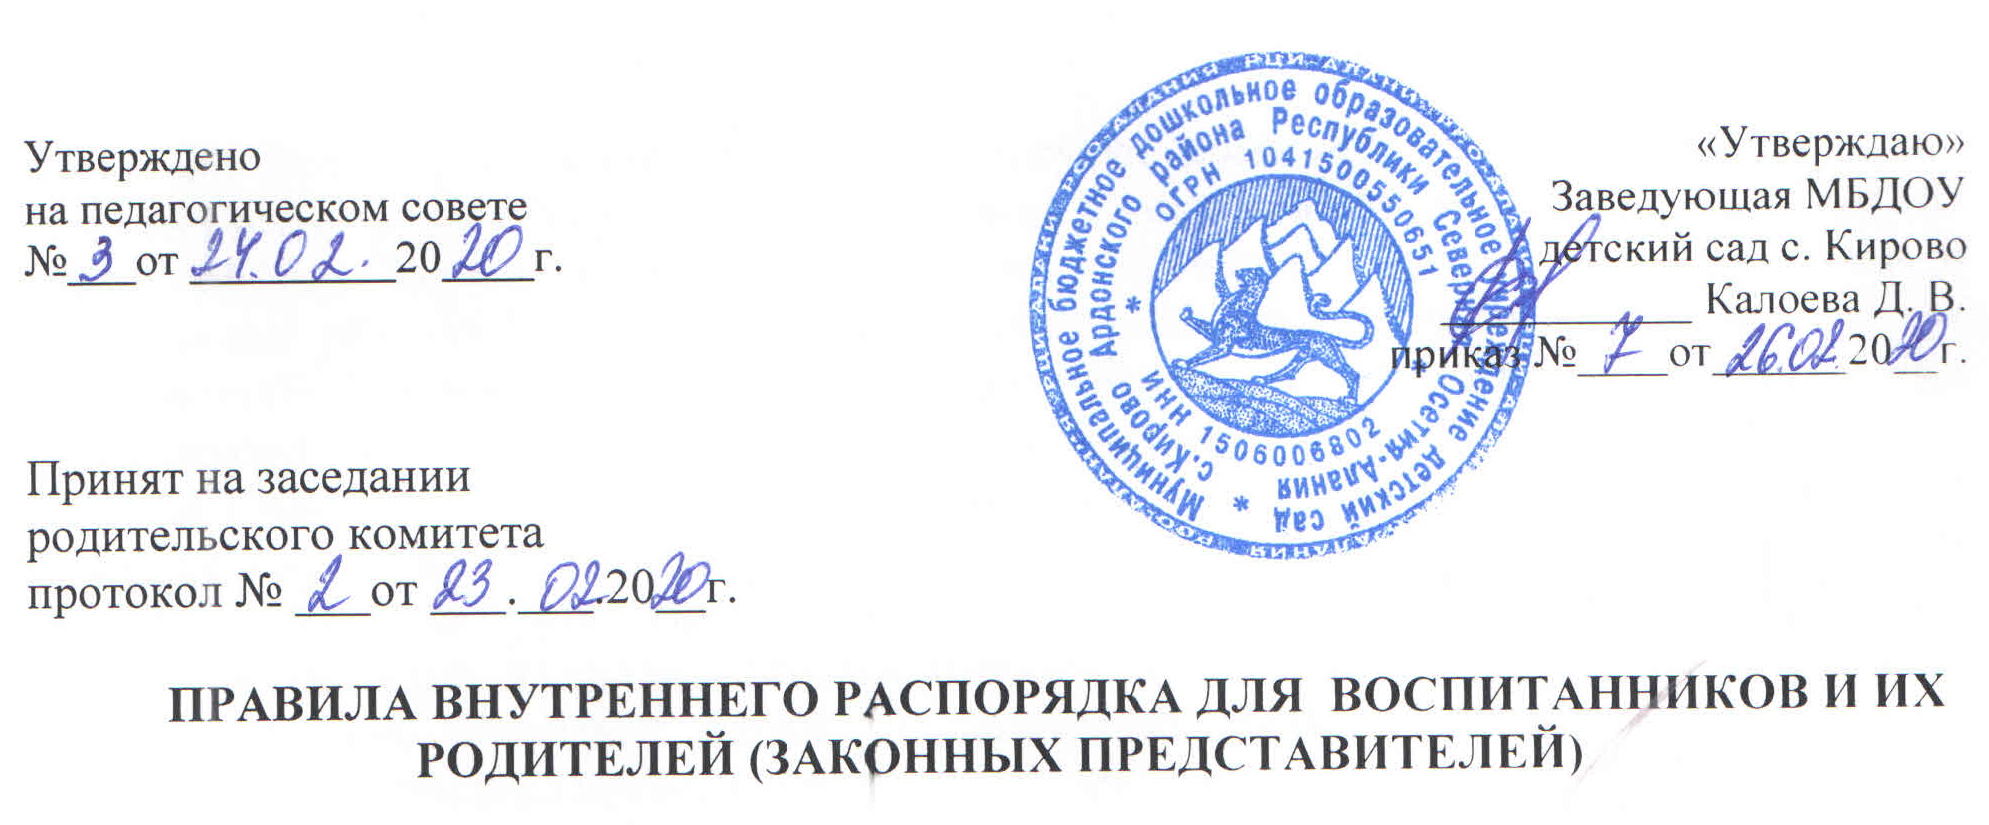 Утверждено
на педагогическом совете
№ 3 от 24.02. 2020 г.
«Утверждаю»
Заведующая МБДОУ
детский сад с. Кирово
Калоева Д. В.
приказ № 7 от 26.02.2020 г.
Муниципальное бюджетное дошкольное образовательное учреждение детский сад
с.Кирово Ардонского района Республики Северная Осетия-Алания
ОГРН 1041500550651
ИНН 1506006802
Принят на заседании
родительского комитета
протокол № 2 от 23.02.2020г.
ПРАВИЛА ВНУТРЕННЕГО РАСПОРЯДКА ДЛЯ ВОСПИТАННИКОВ И ИХ
РОДИТЕЛЕЙ (ЗАКОННЫХ ПРЕДСТАВИТЕЛЕЙ)